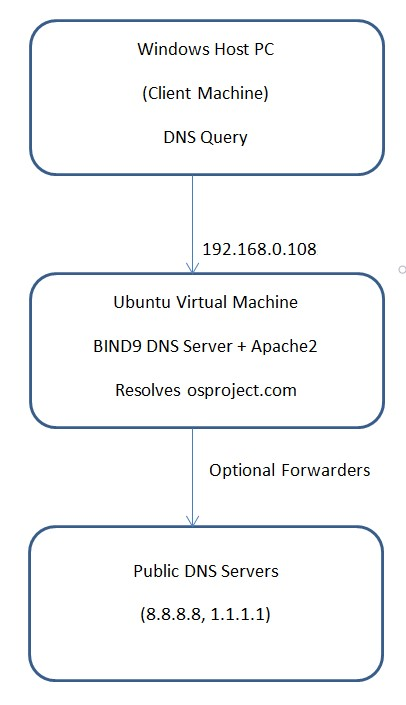 Windows Host PC
(Client Machine)
DNS Query
192.168.0.108
Ubuntu Virtual Machine
BIND9 DNS Server + Apache2
Resolves osproject.com
Optional Forwarders
Public DNS Servers
(8.8.8.8, 1.1.1.1)